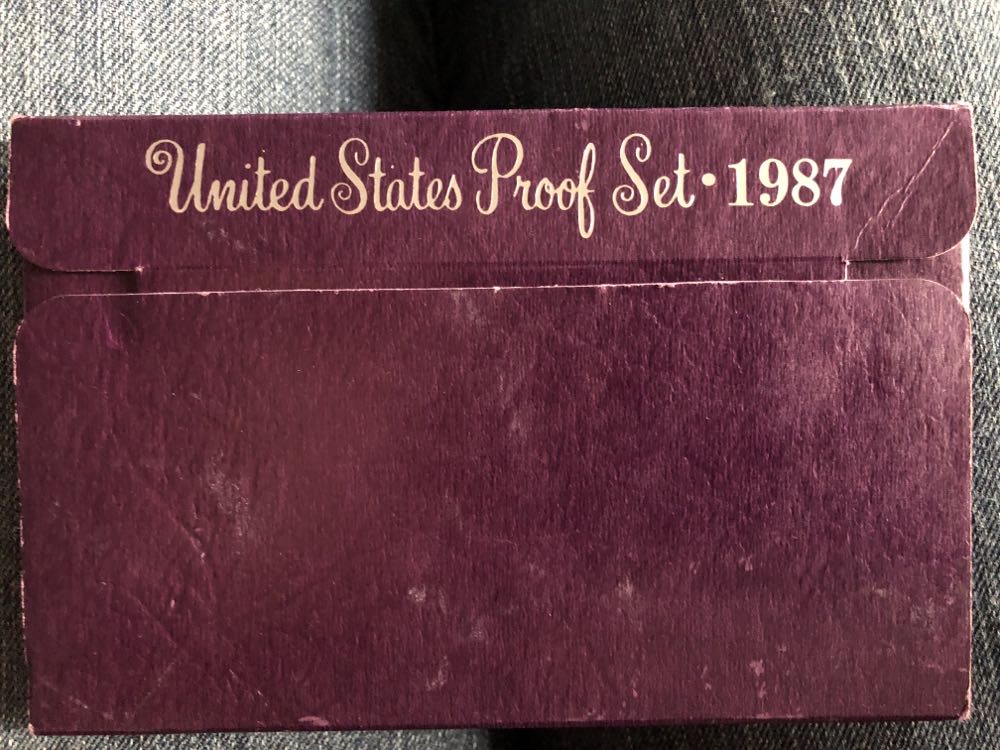 United States Proof Set · 1987